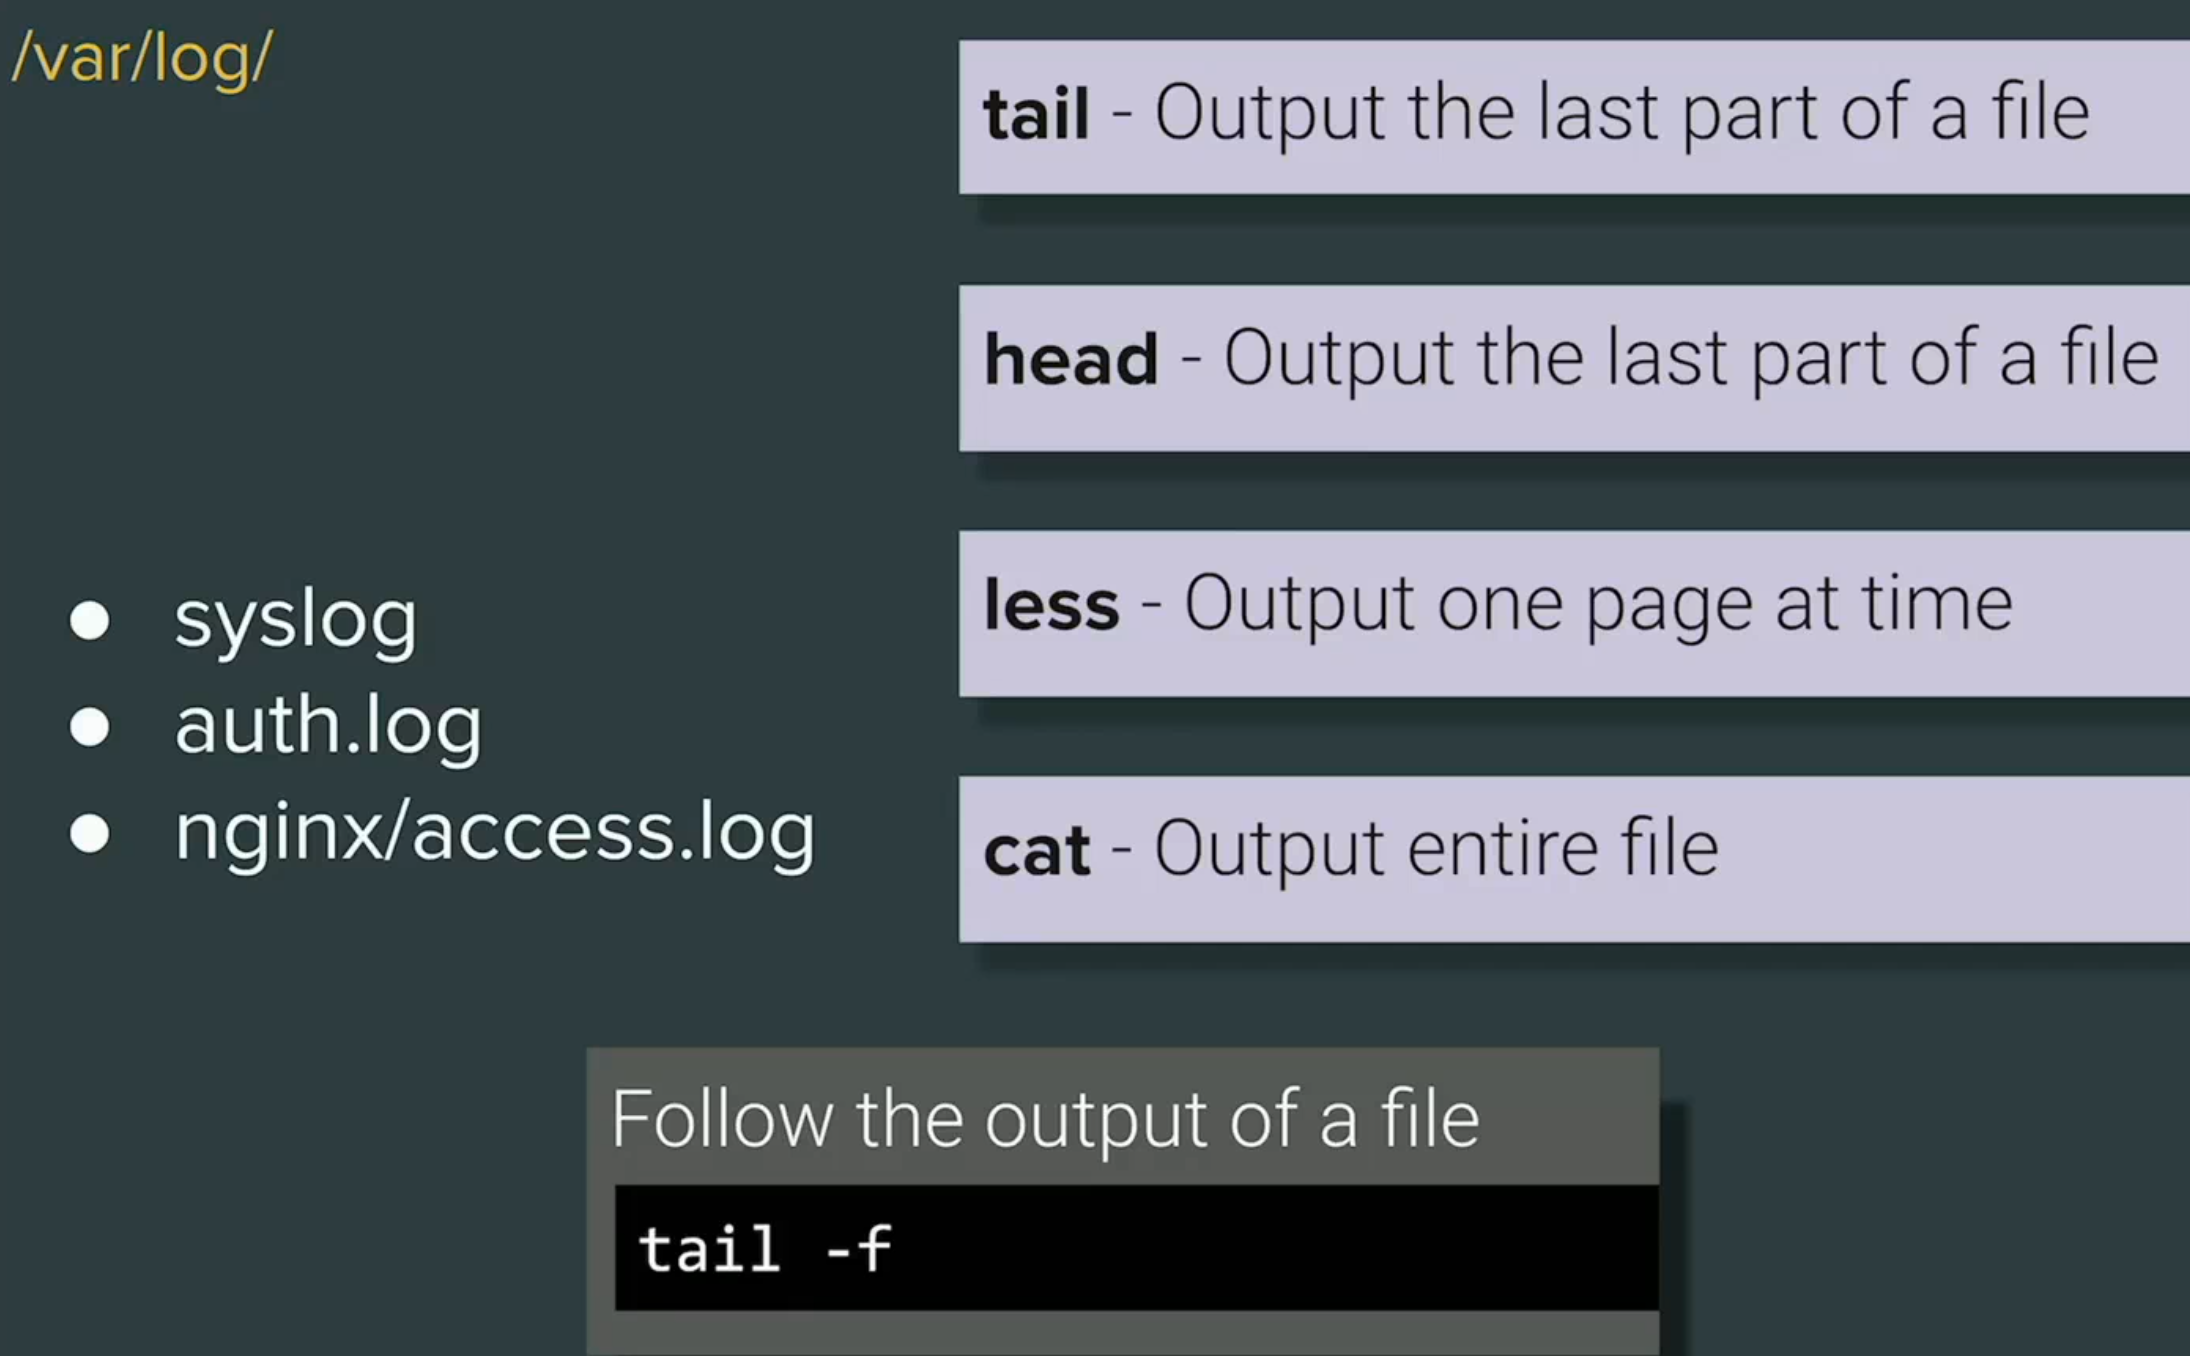 /var/log/
syslog
auth.log
nginx/access.log
tail - Output the last part of a file
head - Output the last part of a file
less - Output one page at time
cat - Output entire file
Follow the output of a file
tail -f